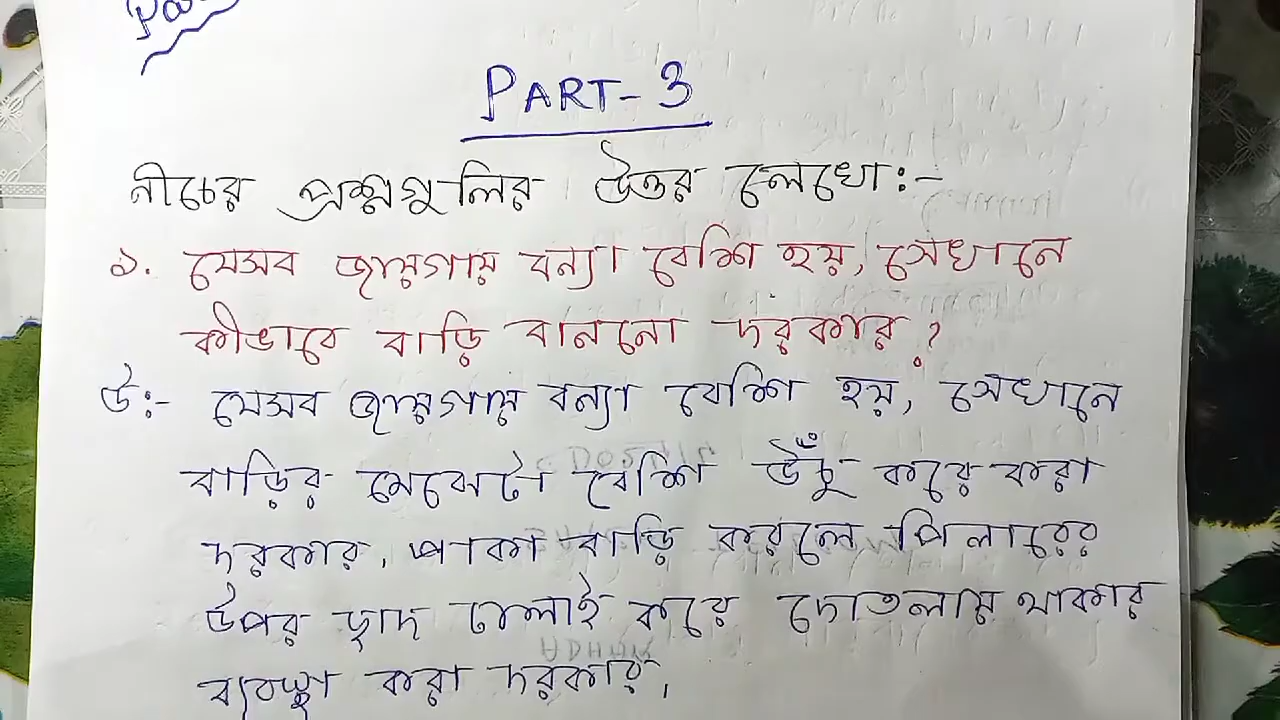 PART-3
নীচের প্রশ্নগুলির উত্তর লেখো:-
১. যেসব জায়গায় বন্যা বেশি হয়, সেখানে
কীভাবে বাড়ি বাননো দরকার?
উ:- যেসব জায়গায় বন্যা বেশি হয়, সেখানে
বাড়ির মেঝেটা বেশি উঁচু করে করা
দরকার। পাকা বাড়ি করলে পিলারের
উপর ছাদ ঢালাই করে দোতলায় থাকার
ব্যবস্থা করা দরকার।